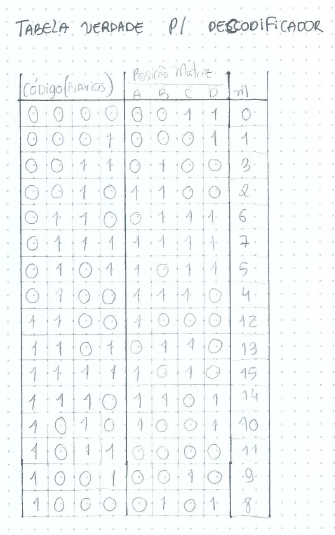 TABELA VERDADE P/ DESCODIFICADOR
Código (NAVIOS) Posição Matriz
A B C D m
0 0 0 0 0 0 1 1 0
0 0 0 1 0 0 0 1 1
0 0 1 1 0 1 0 0 3
0 0 1 0 1 1 0 0 2
0 1 1 0 0 1 1 1 6
0 1 1 1 1 1 1 1 7
0 1 0 1 1 0 1 1 5
0 1 0 0 1 1 1 0 4
1 1 0 0 1 0 0 0 12
1 1 0 1 0 1 1 0 13
1 1 1 1 1 0 1 0 15
1 1 1 0 1 1 0 1 14
1 0 1 0 1 0 0 1 10
1 0 1 1 0 0 0 0 11
1 0 0 1 0 0 1 0 9
1 0 0 0 0 1 0 1 8